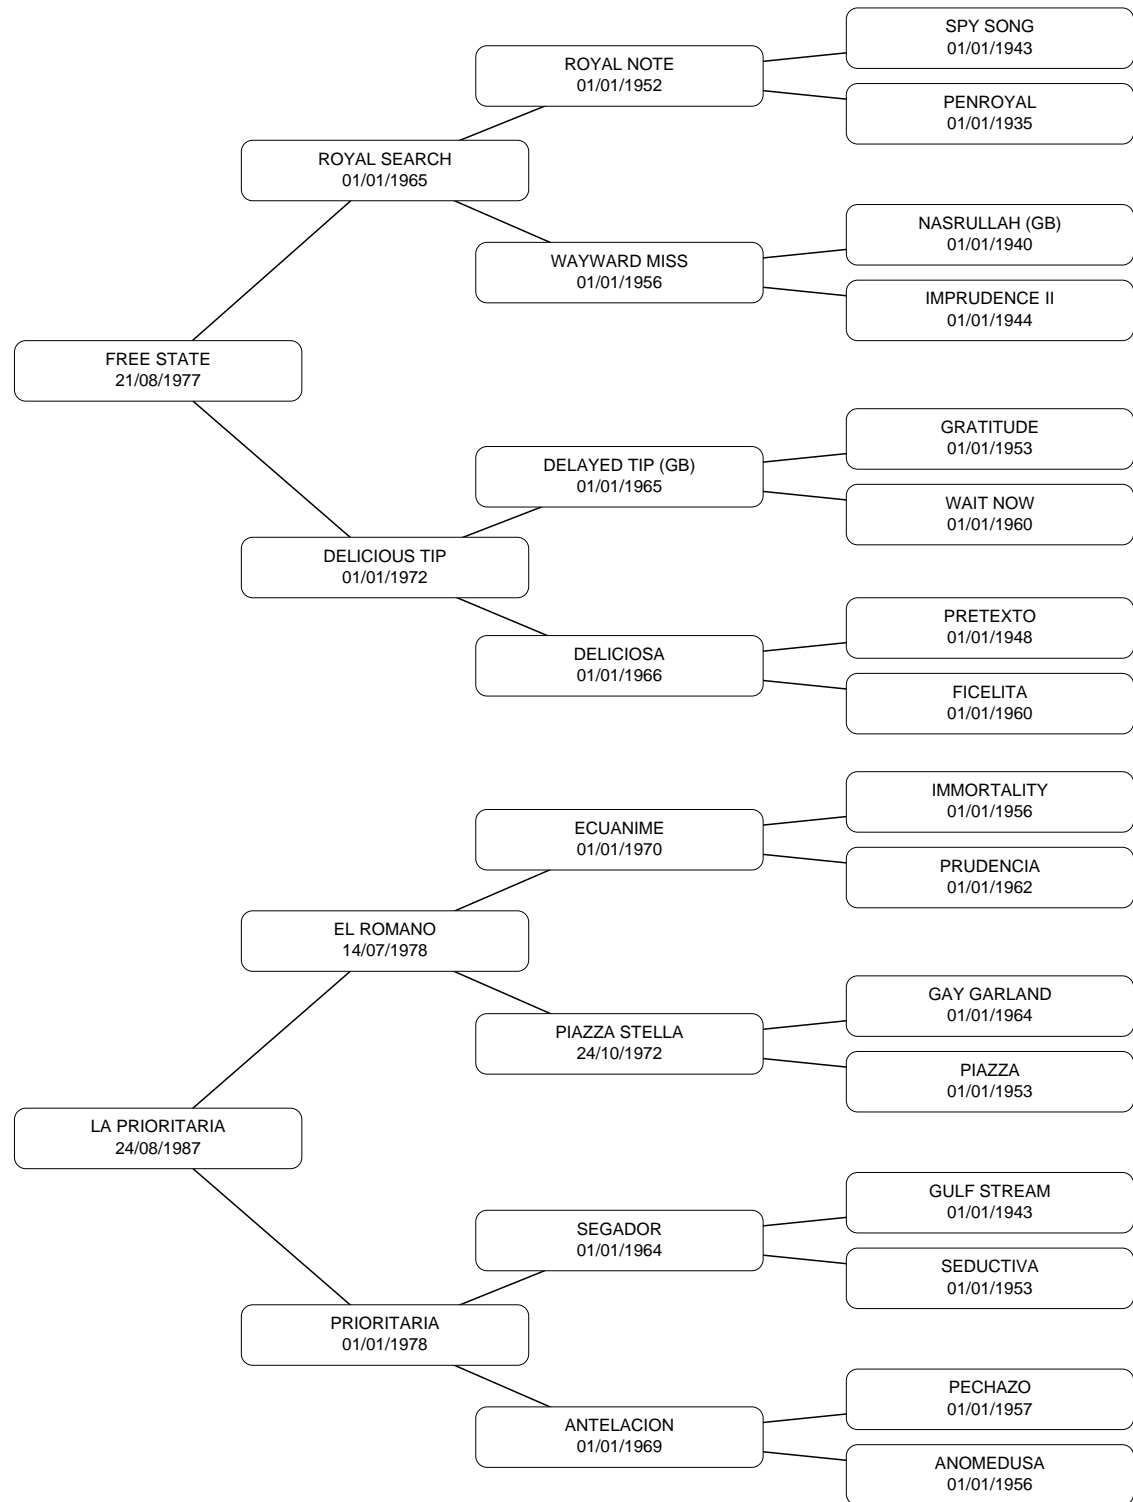 SPY SONG
01/01/1943
ROYAL NOTE
01/01/1952
PENROYAL
01/01/1935
ROYAL SEARCH
01/01/1965
NASRULLAH (GB)
01/01/1940
WAYWARD MISS
01/01/1956
IMPRUDENCE II
01/01/1944
FREE STATE
21/08/1977
GRATITUDE
01/01/1953
DELAYED TIP (GB)
01/01/1965
WAIT NOW
01/01/1960
DELICIOUS TIP
01/01/1972
PRETEXTO
01/01/1948
DELICIOSA
01/01/1966
FICELITA
01/01/1960
IMMORTALITY
01/01/1956
ECUANIME
01/01/1970
PRUDENCIA
01/01/1962
EL ROMANO
14/07/1978
GAY GARLAND
01/01/1964
PIAZZA STELLA
24/10/1972
PIAZZA
01/01/1953
LA PRIORITARIA
24/08/1987
GULF STREAM
01/01/1943
SEGADOR
01/01/1964
SEDUCTIVA
01/01/1953
PRIORITARIA
01/01/1978
PECHAZO
01/01/1957
ANTELACION
01/01/1969
ANOMEDUSA
01/01/1956